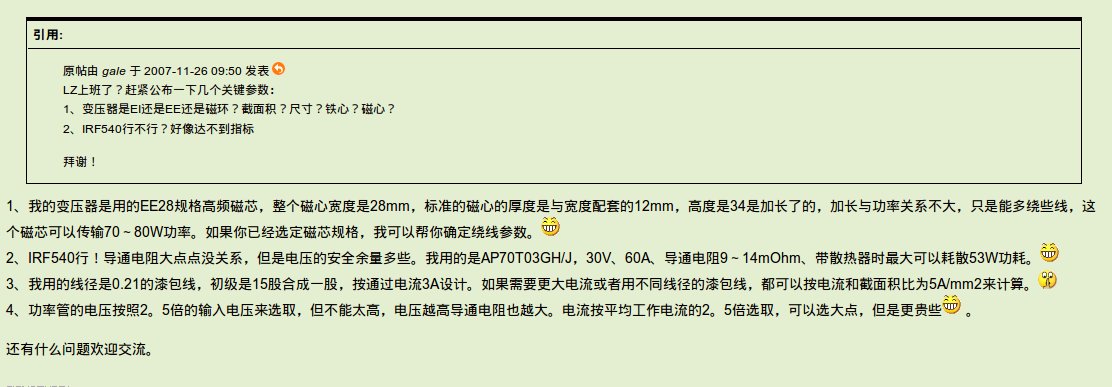 引用:
原帖由 gale 于 2007-11-26 09:50 发表
LZ上班了？赶紧公布一下几个关键参数：
1、变压器是EI还是EE还是磁环？截面积？尺寸？铁心？磁心？
2、IRF540行不行？好像达不到指标
拜谢！
1、我的变压器是用的EE28规格高频磁芯，整个磁心宽度是28mm，标准的磁心的厚度是与宽度配套的12mm，高度是34是加长了的，加长与功率关系不大，只是能多绕些线，这
个磁芯可以传输70～80W功率。如果你已经选定磁芯规格，我可以帮你确定绕线参数。
2、IRF540行！导通电阻大点点没关系，但是电压的安全余量多些。我用的是AP70T03GH/J，30V、60A、导通电阻9～14mOhm、带散热器时最大可以耗散53W功耗。
3、我用的线径是0.21的漆包线，初级是15股合成一股，按通过电流3A设计。如果需要更大电流或者用不同线径的漆包线，都可以按电流和截面积比为5A/mm2来计算。
4、功率管的电压按照2。5倍的输入电压来选取，但不能太高，电压越高导通电阻也越大。电流按平均工作电流的2。5倍选取，可以选大点，但是更贵些 。
还有什么问题欢迎交流。